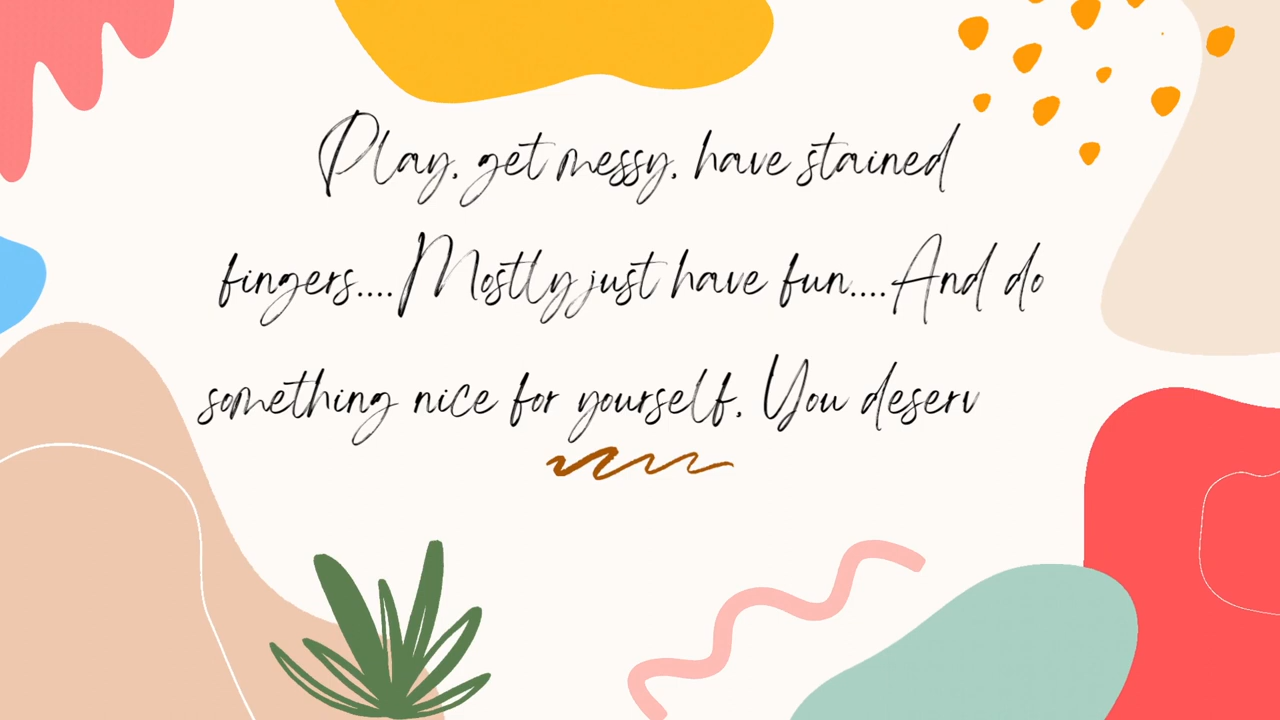 Play, get messy, have stained
fingers....Mostly just have fun....And do
something nice for yourself, You deserv